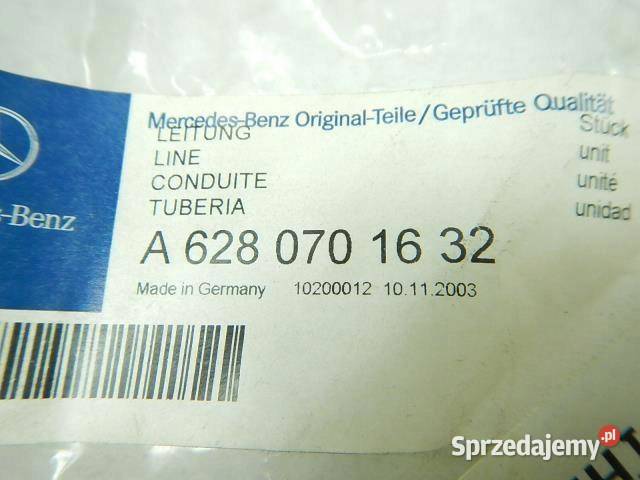 Mercedes-Benz Original-Teile/Geprüfte Qualität
LEITUNG Stück
LINE unit
CONDUITE unité
TUBERIA unidad
-Benz
A 628 070 16 32
Made in Germany 10200012 10.11.2003
Sprzedajemy.pl